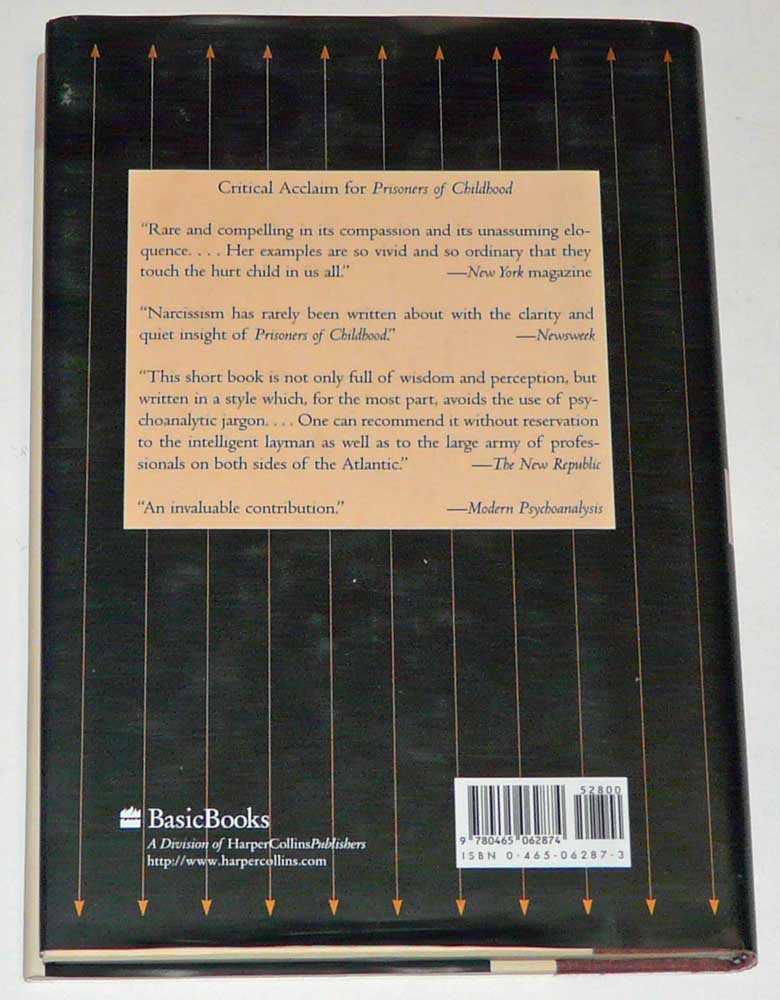 Critical Acclaim for Prisoners of Childhood
“Rare and compelling in its compassion and its unassuming elo-
quence. . . . Her examples are so vivid and so ordinary that they
touch the hurt child in us all.” —New York magazine
“Narcissism has rarely been written about with the clarity and
quiet insight of Prisoners of Childhood.” —Newsweek
“This short book is not only full of wisdom and perception, but
written in a style which, for the most part, avoids the use of psy-
choanalytic jargon. . . . One can recommend it without reservation
to the intelligent layman as well as to the large army of profes-
sionals on both sides of the Atlantic.” —The New Republic
“An invaluable contribution.” —Modern Psychoanalysis
BasicBooks
A Division of HarperCollinsPublishers
http://www.harpercollins.com
52800
9 780465 062874
ISBN 0-465-06287-3